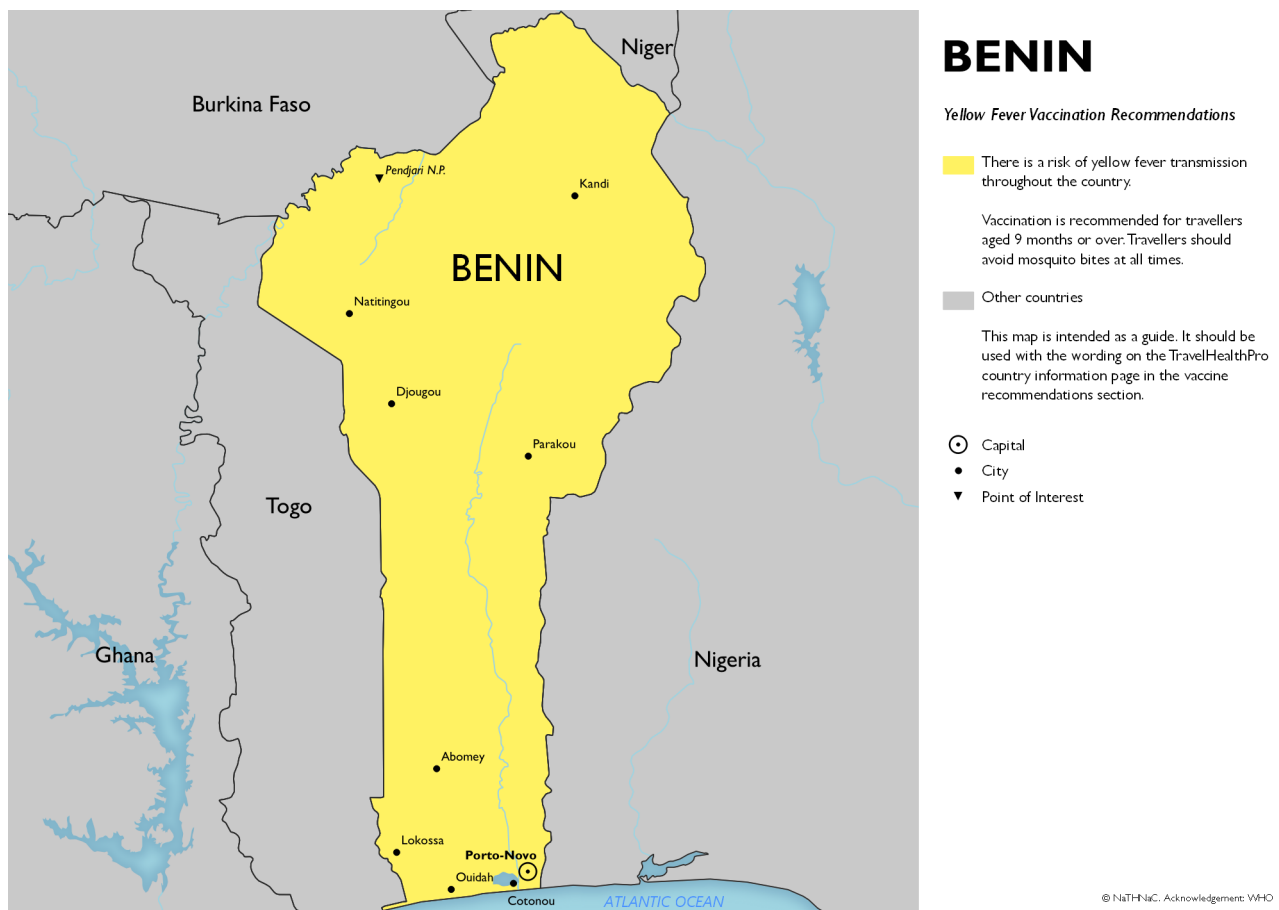 Niger
Burkina Faso
Pendjari N.P.
Kandi
BENIN
Natitingou
Djougou
Parakou
Togo
Ghana
Nigeria
Abomey
Lokossa
Porto-Novo
Ouidah
Cotonou
ATLANTIC OCEAN
BENIN
Yellow Fever Vaccination Recommendations
There is a risk of yellow fever transmission
throughout the country.
Vaccination is recommended for travellers
aged 9 months or over. Travellers should
avoid mosquito bites at all times.
Other countries
This map is intended as a guide. It should be
used with the wording on the TravelHealthPro
country information page in the vaccine
recommendations section.
Capital
City
Point of Interest
© NaTHNaC. Acknowledgement: WHO